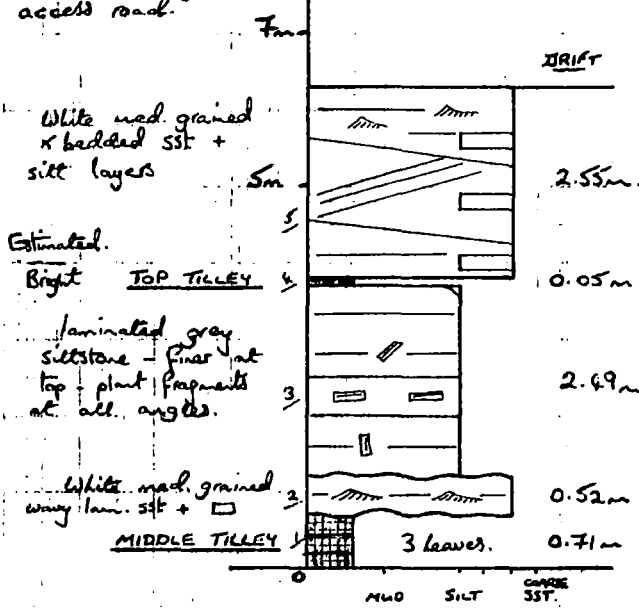 access road.
7m
DRIFT
White med. grained
x bedded sst +
silt layers
5m
2.55m
5
Estimated.
Bright TOP TILLEY
4
0.05m
laminated grey
siltstone - finer at
top - plant fragments
at all angles.
3
2.49m
White med. grained
wavy lam. sst +
2
0.52m
MIDDLE TILLEY
1
3 leaves.
0.71m
0
MUD SILT COARSE
SST.